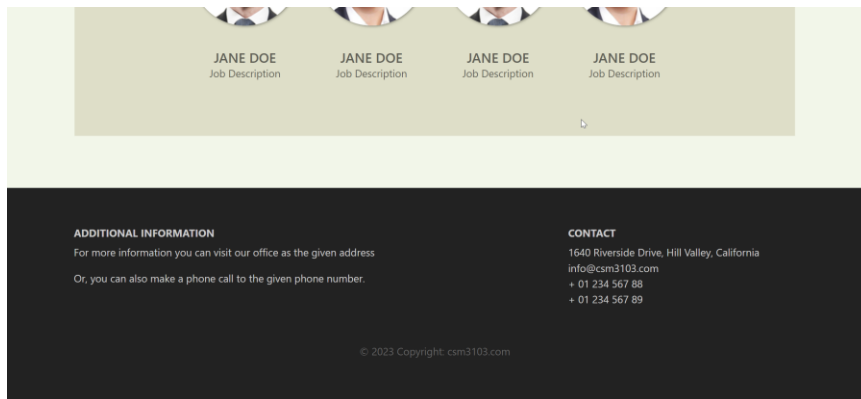 JANE DOE JANE DOE JANE DOE JANE DOE
Job Description Job Description Job Description Job Description
ADDITIONAL INFORMATION
For more information you can visit our office as the given address
Or, you can also make a phone call to the given phone number.
CONTACT
1640 Riverside Drive, Hill Valley, California
info@csm3103.com
+ 01 234 567 88
+ 01 234 567 89
© 2023 Copyright: csm3103.com